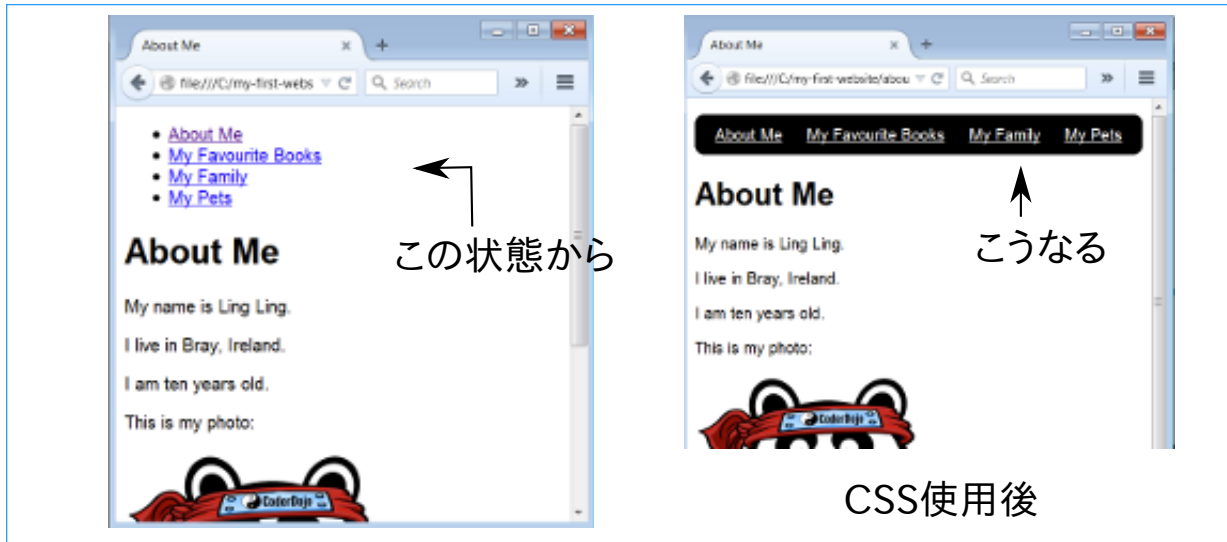 About Me
file:///C/my-first-webs
Search
About Me
My Favourite Books
My Family
My Pets
この状態から
About Me
My name is Ling Ling.
I live in Bray, Ireland.
I am ten years old.
This is my photo:
CoderDojo
About Me
file:///C/my-first-website/abou
Search
About Me My Favourite Books My Family My Pets
こうなる
About Me
My name is Ling Ling.
I live in Bray, Ireland.
I am ten years old.
This is my photo:
CoderDojo
CSS使用後